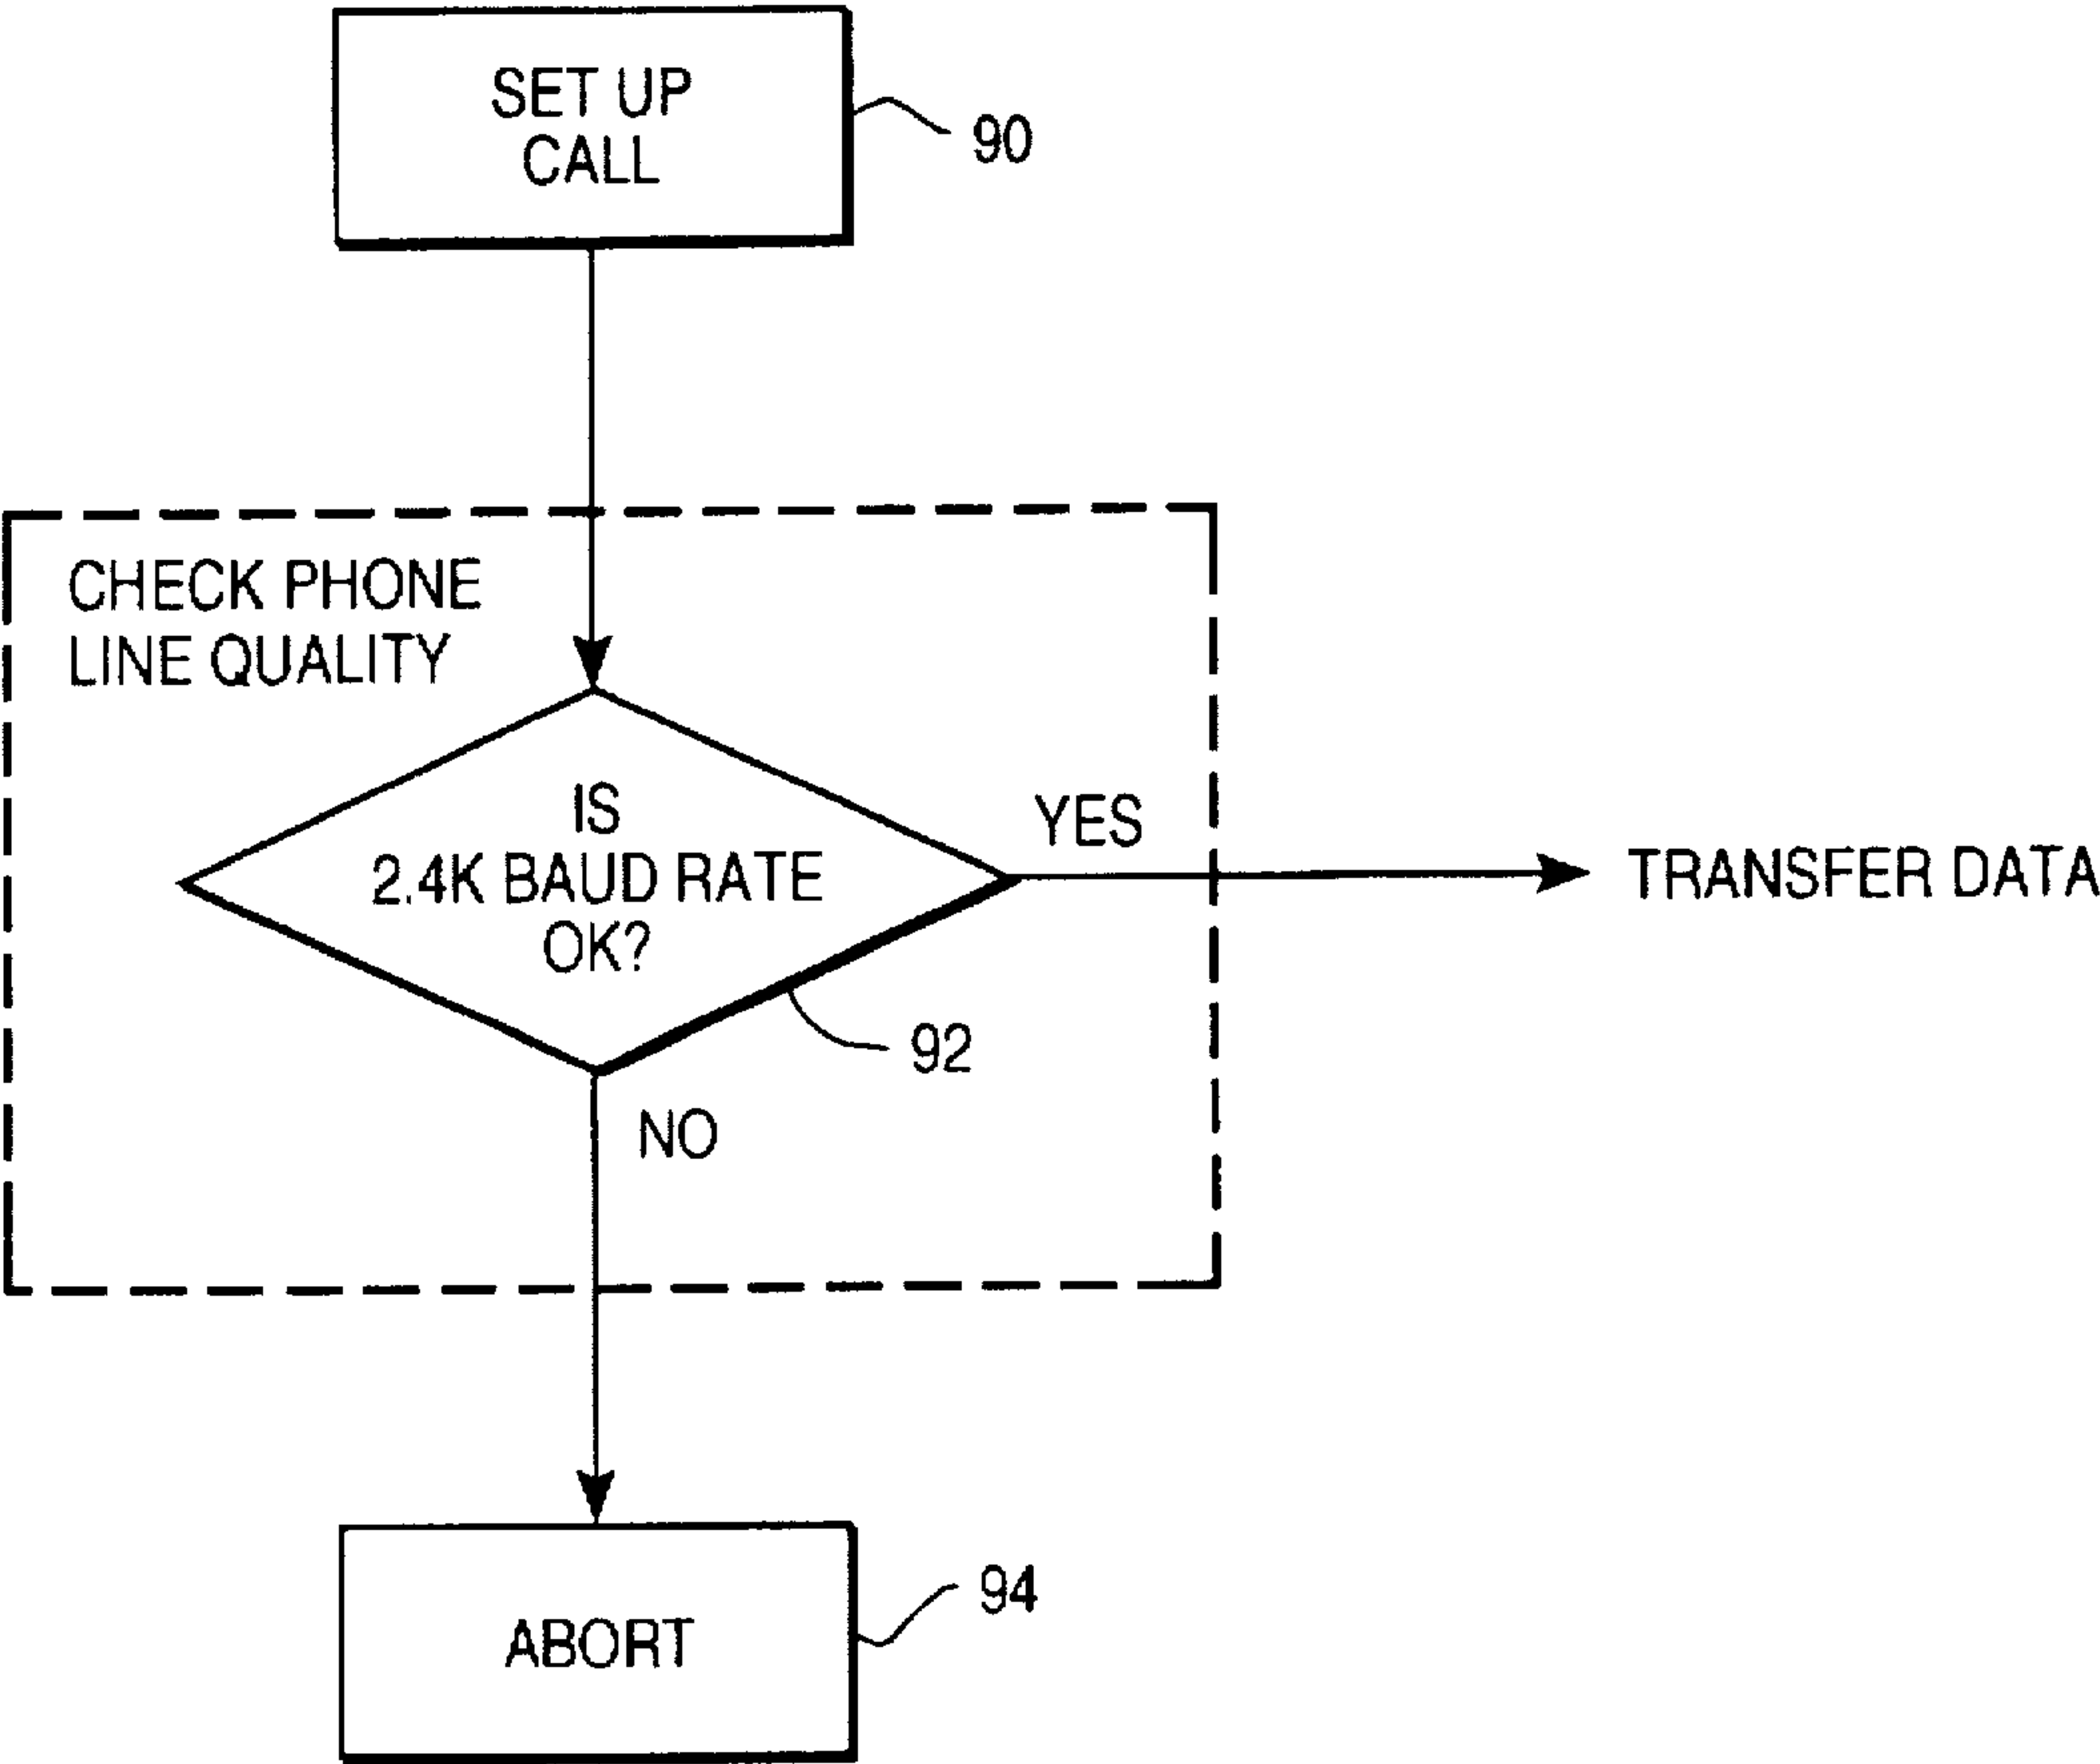 SET UP
CALL
90
CHECK PHONE
LINE QUALITY
IS
2.4K BAUD RATE
OK?
YES
TRANSFER DATA
92
NO
94
ABORT